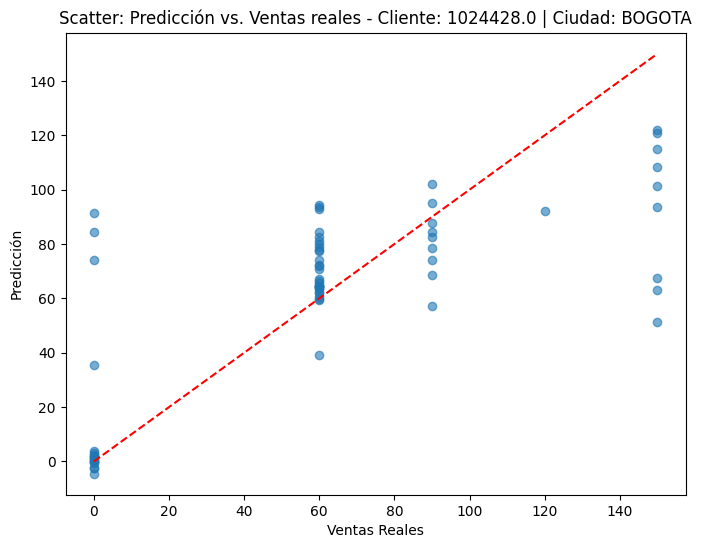 Scatter: Predicción vs. Ventas reales - Cliente: 1024428.0 | Ciudad: BOGOTA
140
120
100
80
60
40
20
0
Predicción
0 20 40 60 80 100 120 140
Ventas Reales